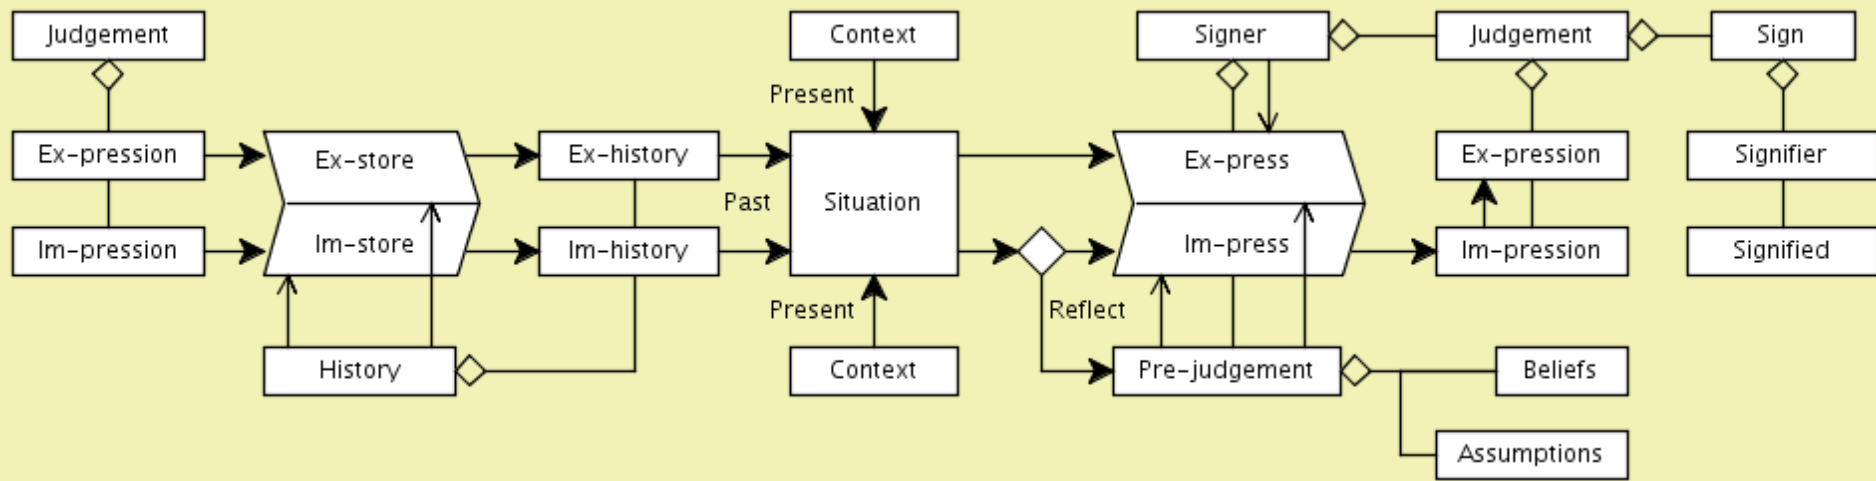 Judgement
Context
Signer
Judgement
Sign
Present
Ex-pression
Ex-store
Ex-history
Ex-press
Ex-pression
Signifier
Past
Situation
Im-pression
Im-store
Im-history
Im-press
Im-pression
Signified
Present
Reflect
History
Context
Pre-judgement
Beliefs
Assumptions